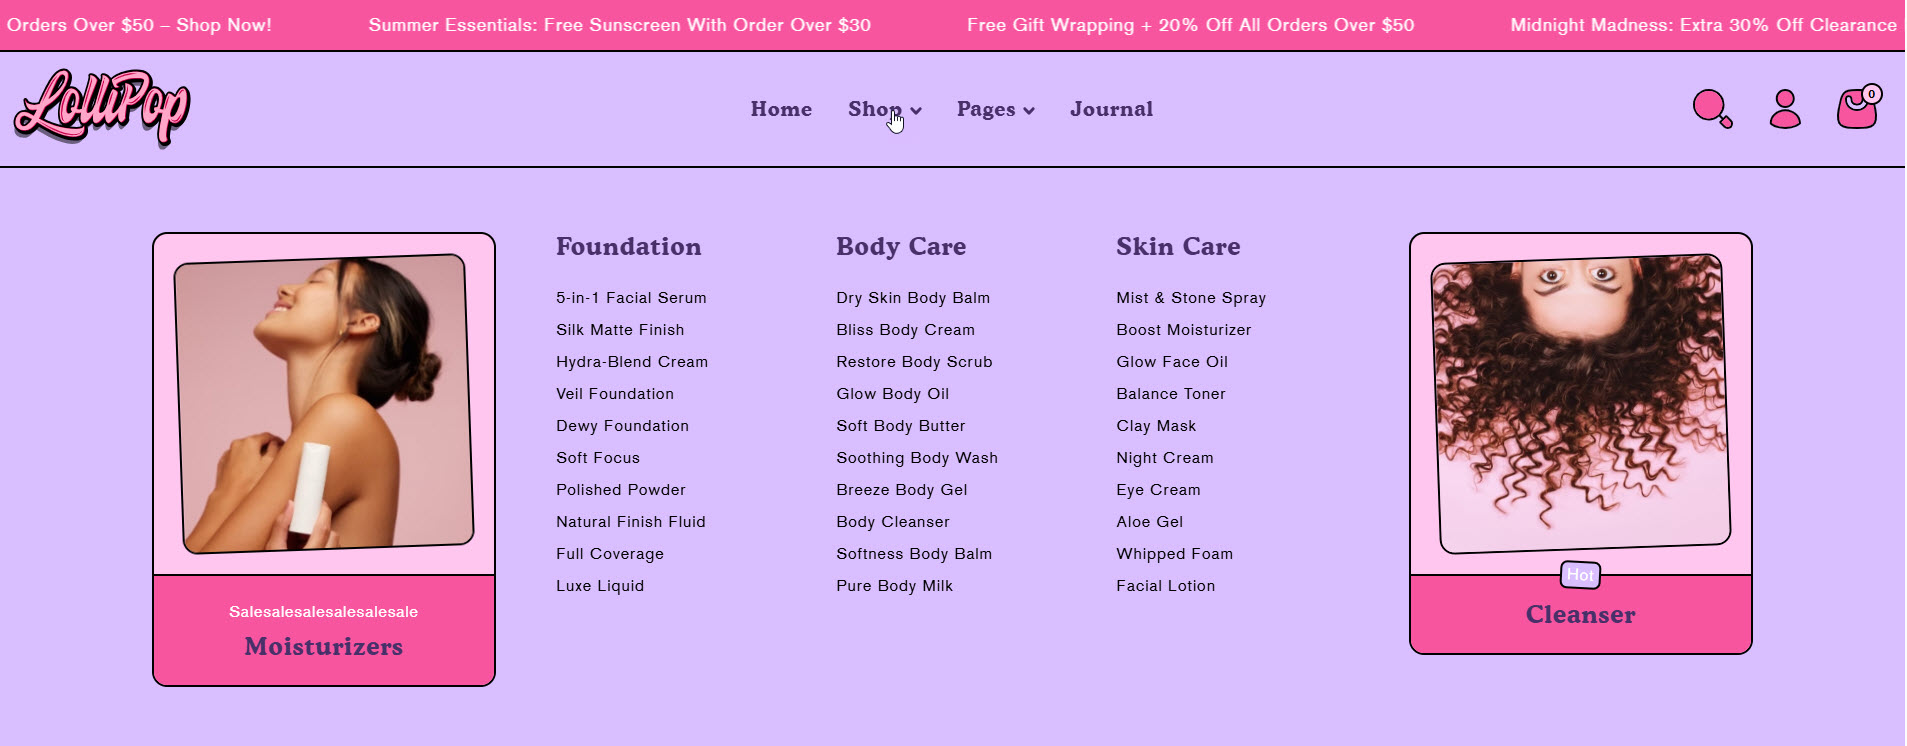 Orders Over $50 – Shop Now! Summer Essentials: Free Sunscreen With Order Over $30 Free Gift Wrapping + 20% Off All Orders Over $50 Midnight Madness: Extra 30% Off Clearance
LolliPop
Home Shop Pages Journal
0
Salesalesalesalesalesale
Moisturizers
Foundation
5-in-1 Facial Serum
Silk Matte Finish
Hydra-Blend Cream
Veil Foundation
Dewy Foundation
Soft Focus
Polished Powder
Natural Finish Fluid
Full Coverage
Luxe Liquid
Body Care
Dry Skin Body Balm
Bliss Body Cream
Restore Body Scrub
Glow Body Oil
Soft Body Butter
Soothing Body Wash
Breeze Body Gel
Body Cleanser
Softness Body Balm
Pure Body Milk
Skin Care
Mist & Stone Spray
Boost Moisturizer
Glow Face Oil
Balance Toner
Clay Mask
Night Cream
Eye Cream
Aloe Gel
Whipped Foam
Facial Lotion
Hot
Cleanser